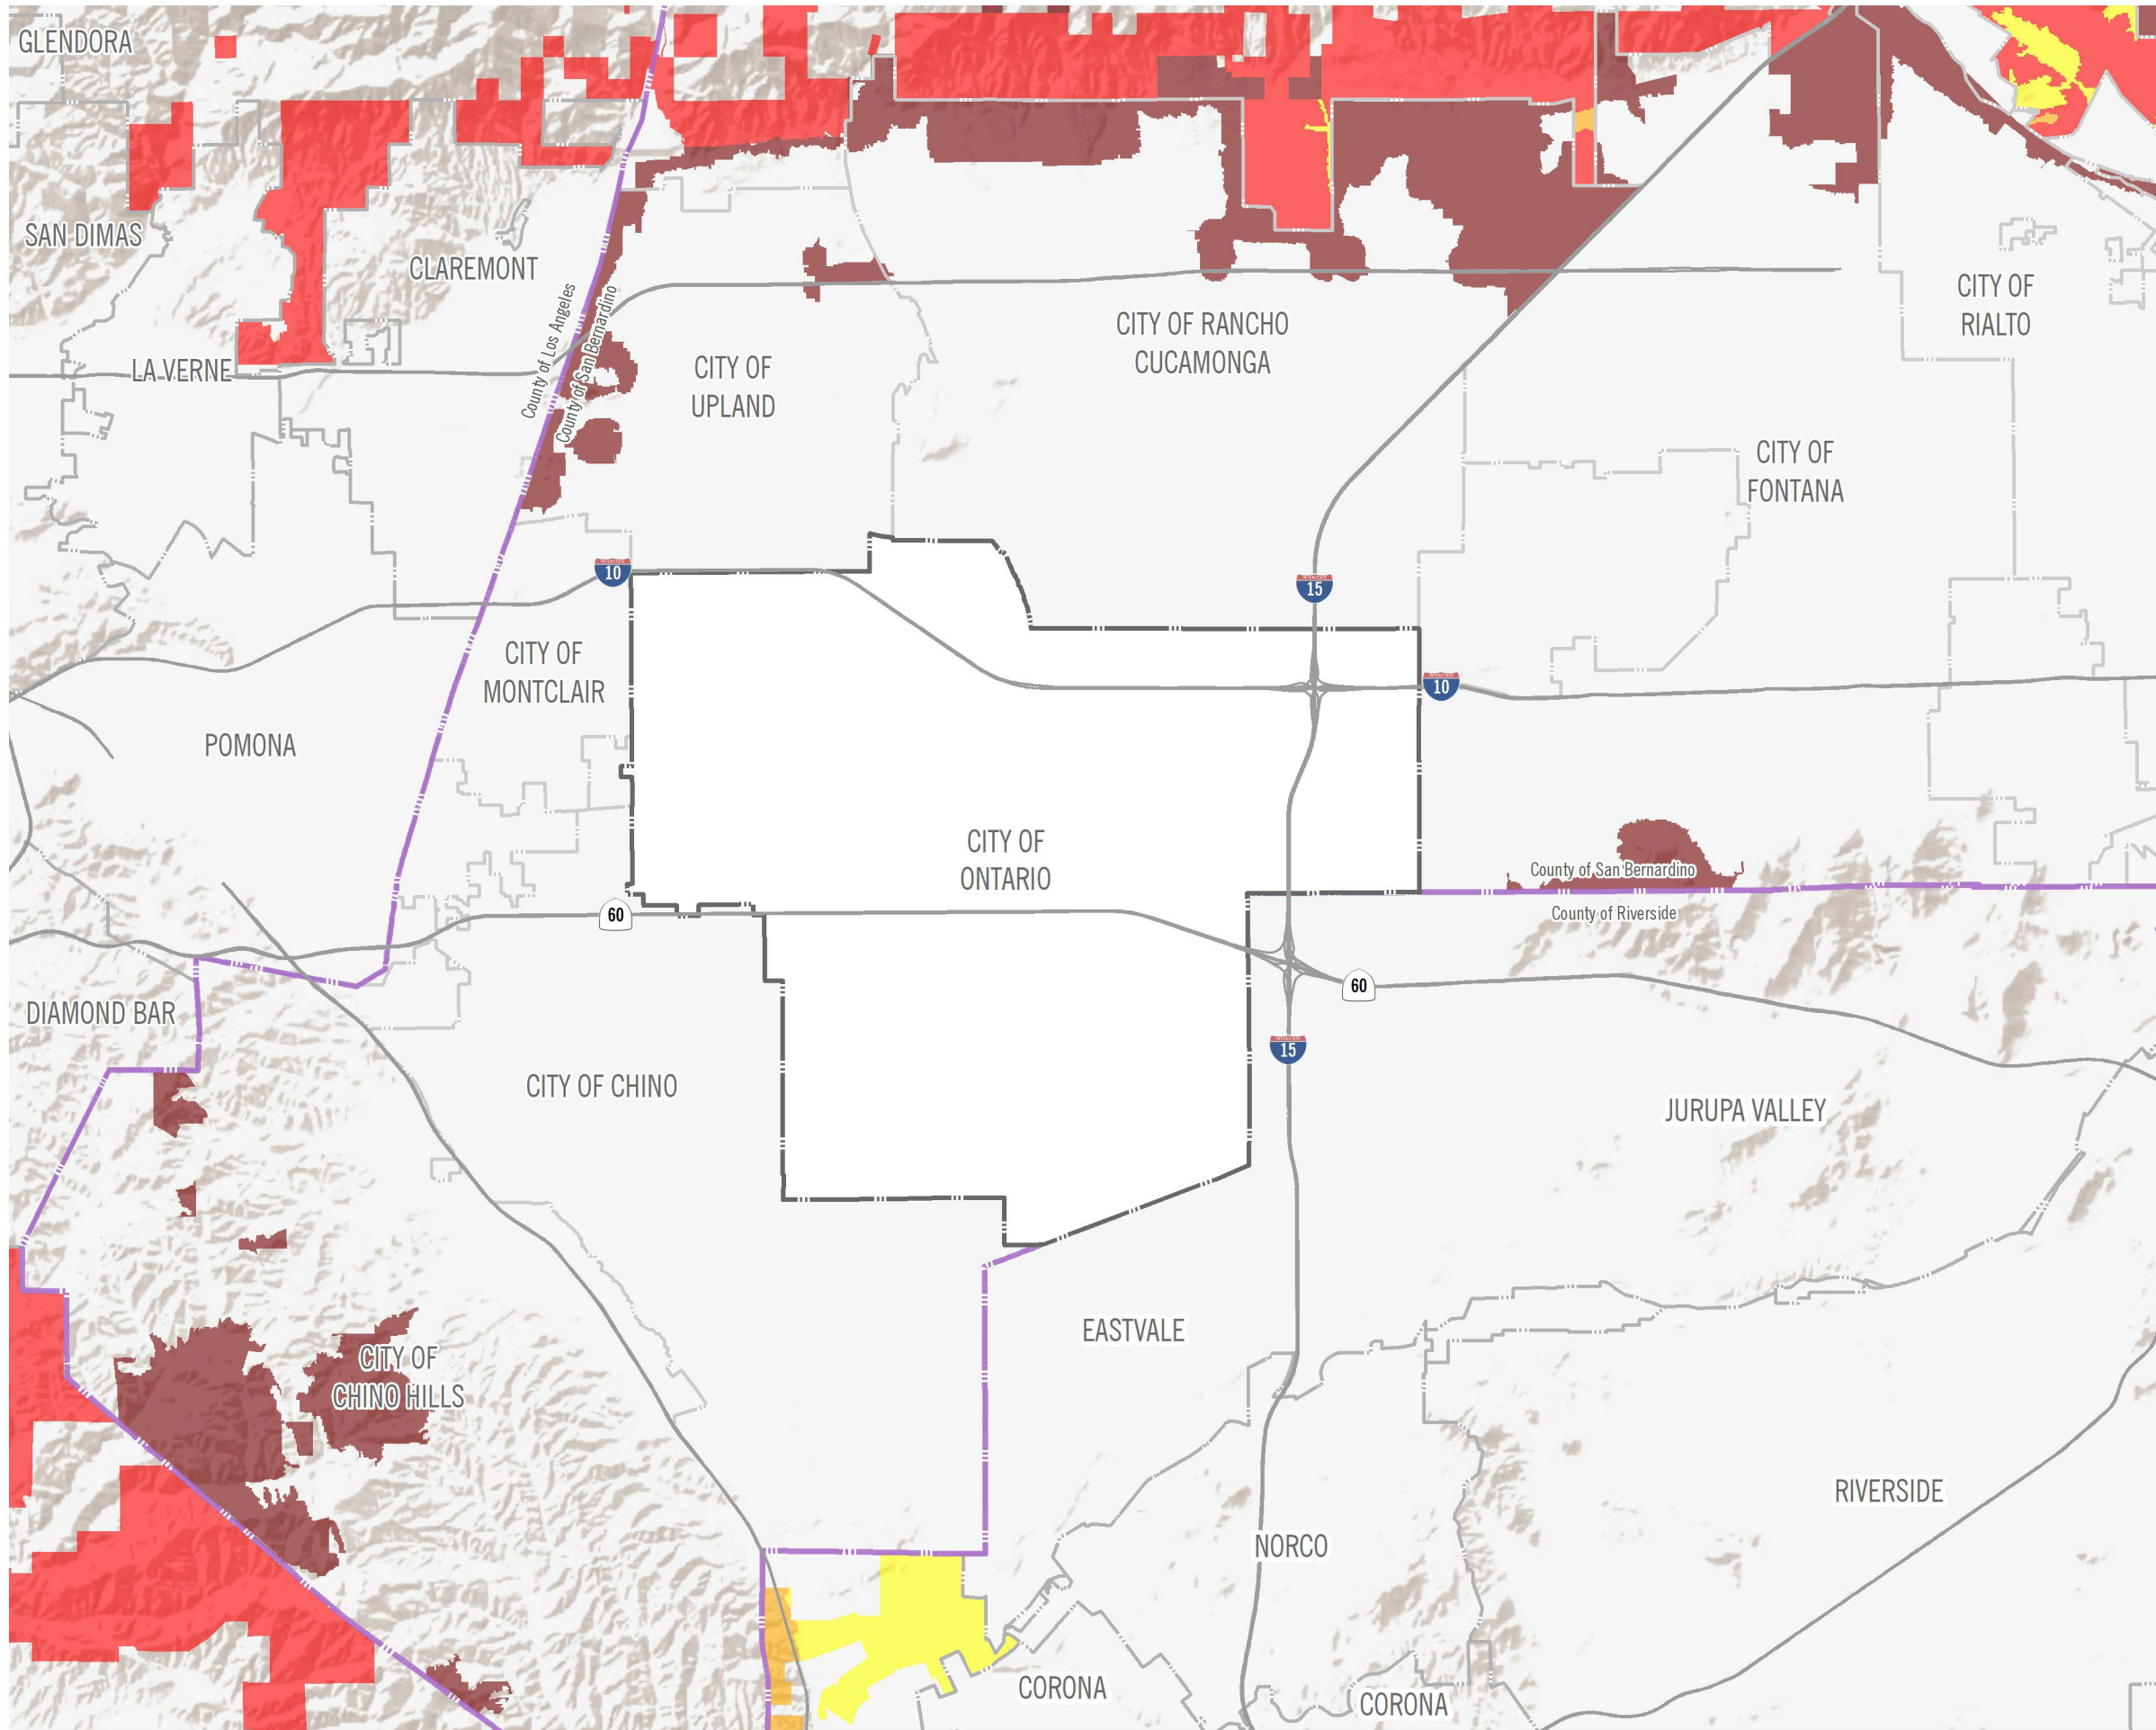 GLENDORA
SAN DIMAS
CLAREMONT
LA VERNE
County of Los Angeles
County of San Bernardino
CITY OF
UPLAND
CITY OF RANCHO
CUCAMONGA
CITY OF
RIALTO
CITY OF
FONTANA
10
15
CITY OF
MONTCLAIR
10
POMONA
CITY OF
ONTARIO
County of San Bernardino
County of Riverside
60
60
15
DIAMOND BAR
CITY OF CHINO
JURUPA VALLEY
EASTVALE
CITY OF
CHINO HILLS
RIVERSIDE
NORCO
CORONA
CORONA